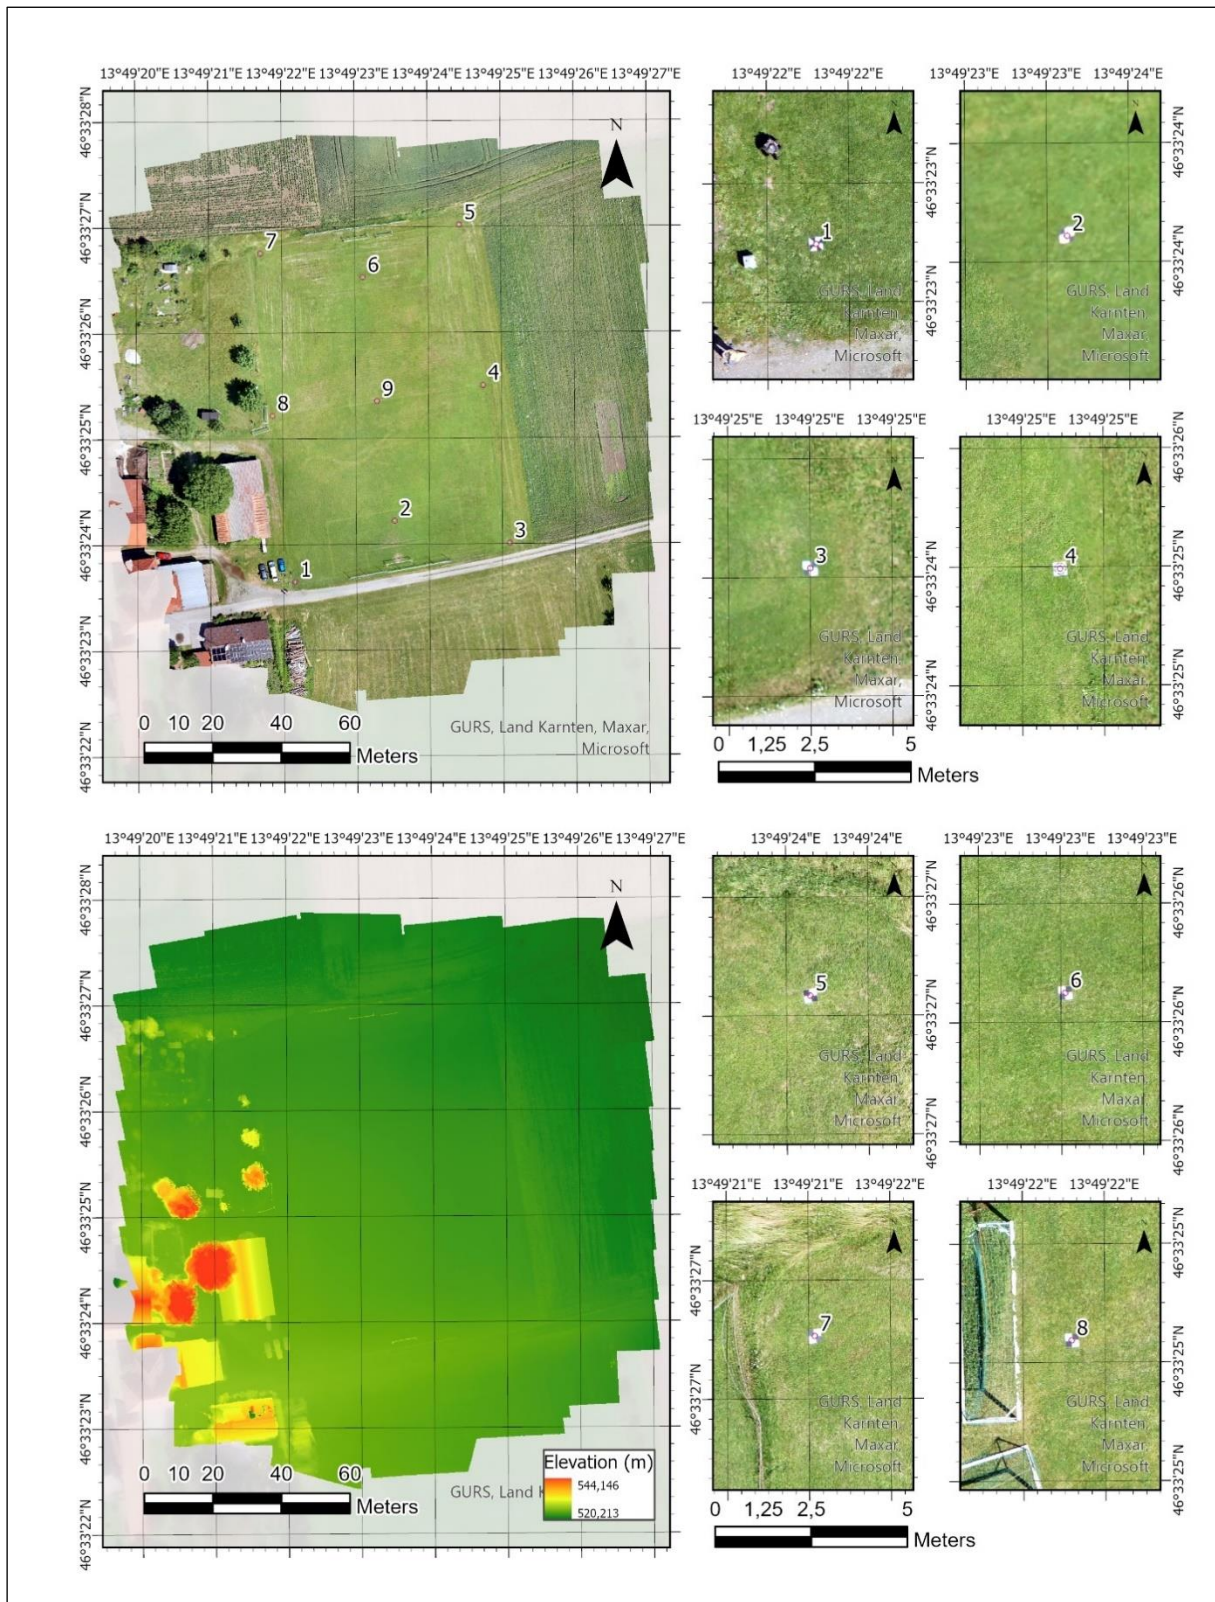 13°49'20"E 13°49'21"E 13°49'22"E 13°49'23"E 13°49'24"E 13°49'25"E 13°49'26"E 13°49'27"E
46°33'28"N
46°33'27"N
46°33'26"N
46°33'25"N
46°33'24"N
46°33'23"N
46°33'22"N
N
5
7
6
4
9
8
2
3
1
0 10 20 40 60
Meters
GURS, Land Karnten, Maxar,
Microsoft
13°49'22"E 13°49'22"E
46°33'23"N
46°33'23"N
1
GURS, Land
Karnten,
Maxar,
Microsoft
13°49'23"E 13°49'23"E 13°49'24"E
46°33'24"N
46°33'24"N
2
GURS, Land
Karnten,
Maxar,
Microsoft
13°49'25"E 13°49'25"E
46°33'24"N
46°33'24"N
3
GURS, Land
Karnten,
Maxar,
Microsoft
13°49'25"E 13°49'25"E
46°33'26"N
46°33'25"N
46°33'25"N
4
GURS, Land
Karnten,
Maxar,
Microsoft
0 1,25 2,5 5
Meters
13°49'20"E 13°49'21"E 13°49'22"E 13°49'23"E 13°49'24"E 13°49'25"E 13°49'26"E 13°49'27"E
46°33'28"N
46°33'27"N
46°33'26"N
46°33'25"N
46°33'24"N
46°33'23"N
46°33'22"N
N
0 10 20 40 60
Meters
GURS, Land K
Elevation (m)
544,146
520,213
13°49'24"E 13°49'24"E
46°33'27"N
46°33'27"N
46°33'27"N
5
GURS, Land
Karnten,
Maxar,
Microsoft
13°49'23"E 13°49'23"E 13°49'23"E
46°33'26"N
46°33'26"N
46°33'26"N
6
GURS, Land
Karnten,
Maxar,
Microsoft
13°49'21"E 13°49'21"E 13°49'22"E
46°33'27"N
46°33'27"N
7
GURS, Land
Karnten,
Maxar,
Microsoft
13°49'22"E 13°49'22"E
46°33'25"N
46°33'25"N
46°33'25"N
8
GURS, Land
Karnten,
Maxar,
Microsoft
0 1,25 2,5 5
Meters